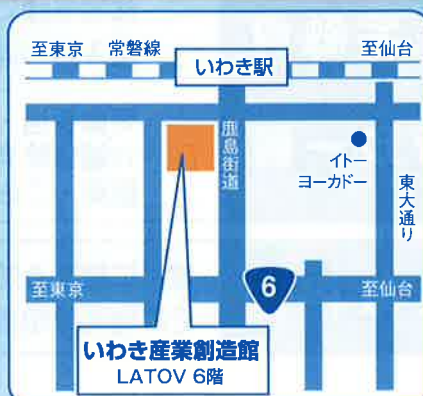 至東京
常磐線
いわき駅
至仙台
鹿島街道
イトー
ヨーカドー
東大通り
至東京
6
至仙台
いわき産業創造館
LATOV 6階